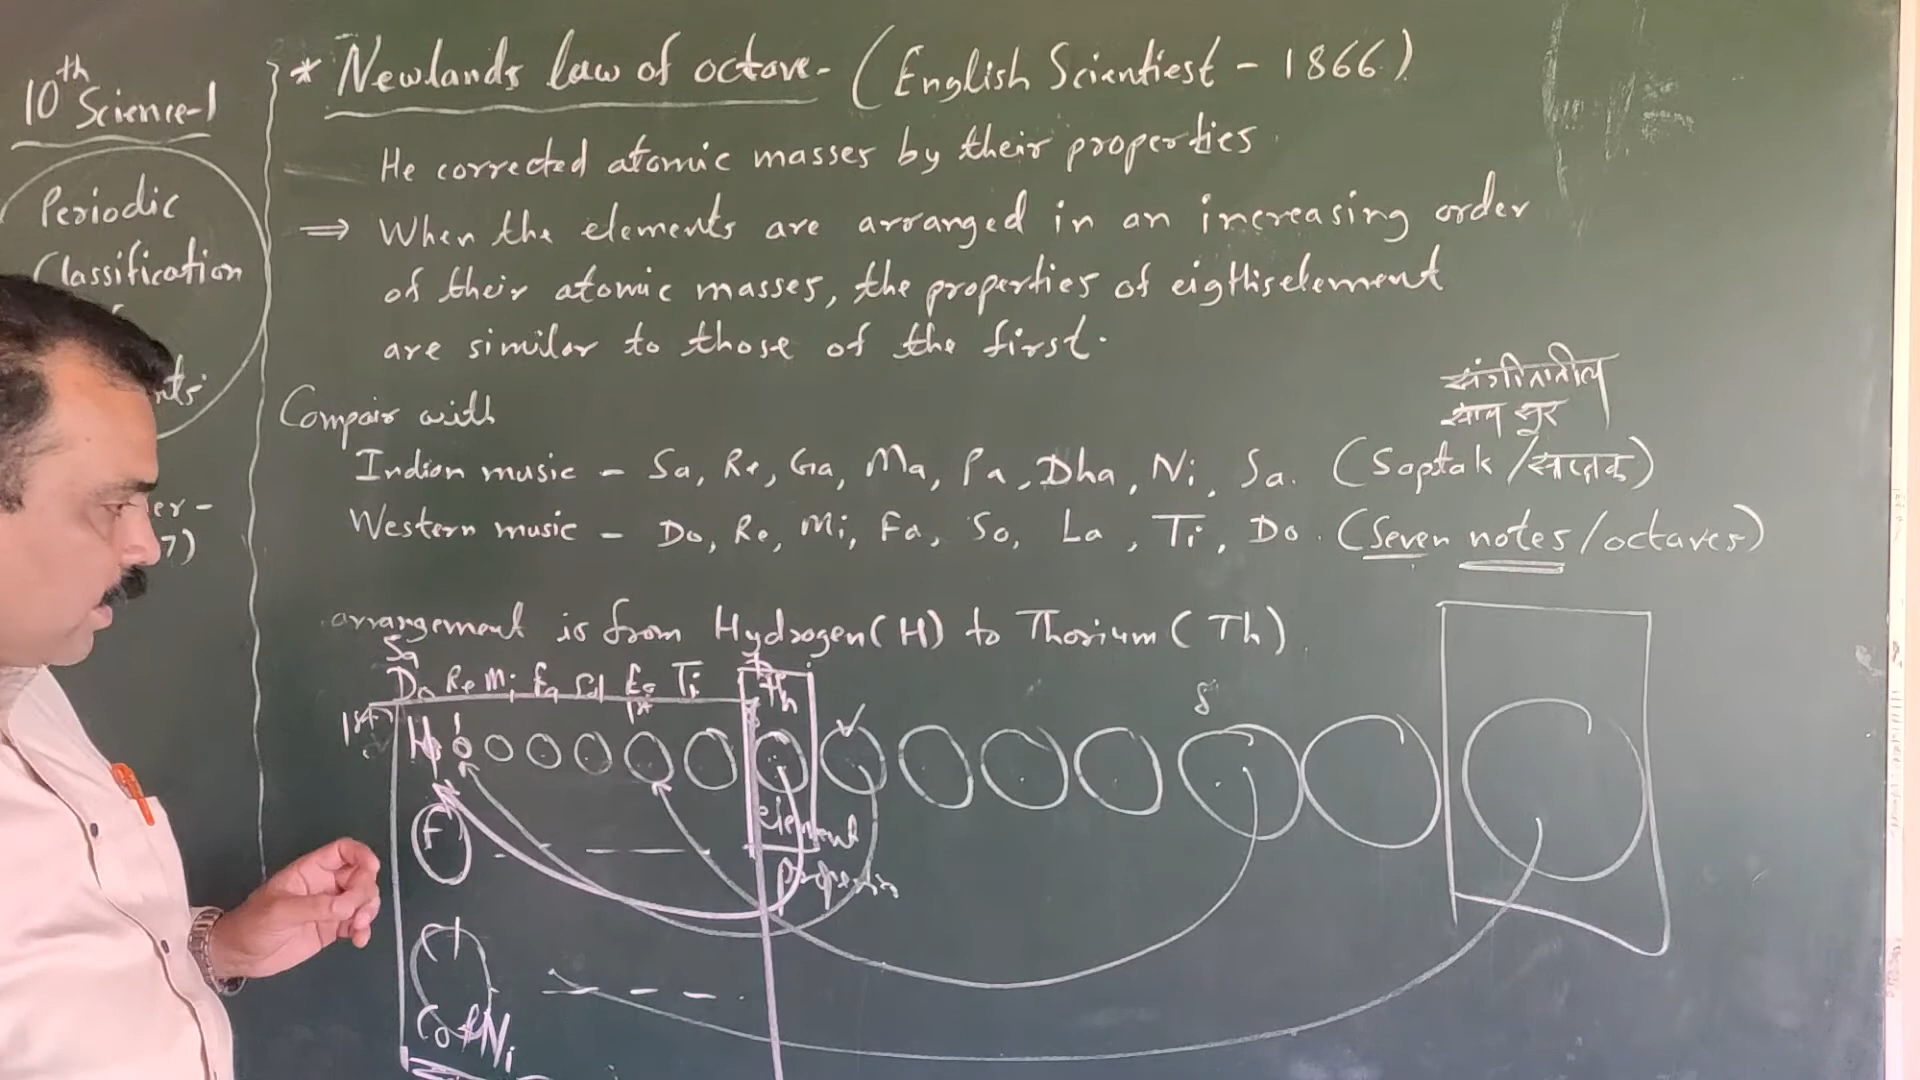 10th
Science-1
Periodic
Classification
nts
er -
7)
* Newlands law of octave - (English Scientiest - 1866)
He corrected atomic masses by their properties
⇒ When the elements are arranged in an increasing order
of their atomic masses, the properties of eigthiselement
are similar to those of the first.
Compair with
संगीतातील
सात सूर
Indian music - Sa, Re, Ga, Ma, Pa, Dha, Ni, Sa. (Saptak/सप्तक)
Western music - Do, Re, Mi, Fa, So, La, Ti, Do. (Seven notes/octaves)
arrangement is from Hydrogen (H) to Thorium (Th)
Sa
Do Re Mi Fa Sol Ti
8
H
F
element
properties
Cl
Co & Ni